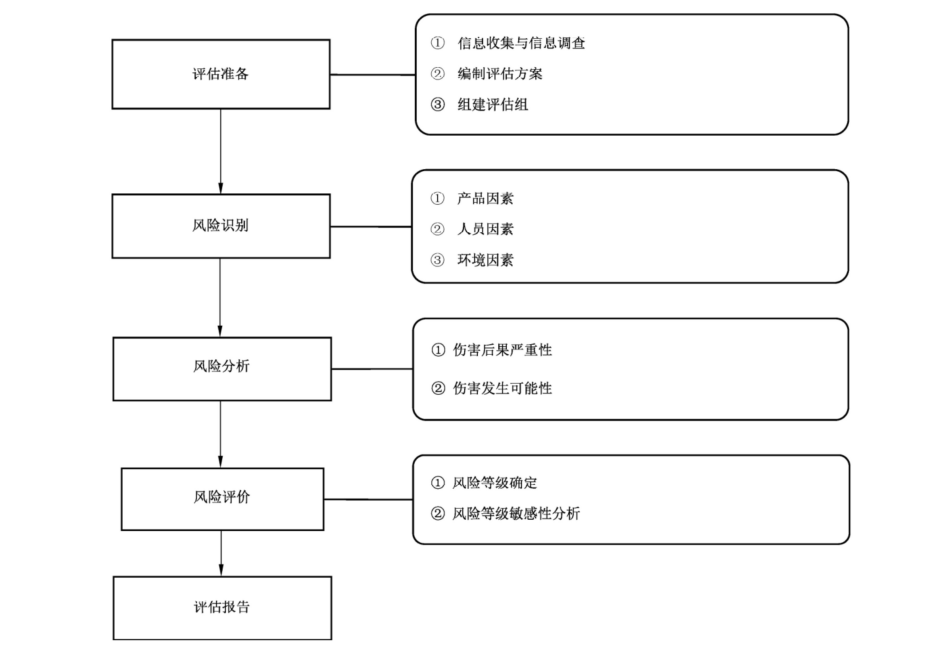 评估准备
① 信息收集与信息调查
② 编制评估方案
③ 组建评估组
风险识别
① 产品因素
② 人员因素
③ 环境因素
风险分析
① 伤害后果严重性
② 伤害发生可能性
风险评价
① 风险等级确定
② 风险等级敏感性分析
评估报告